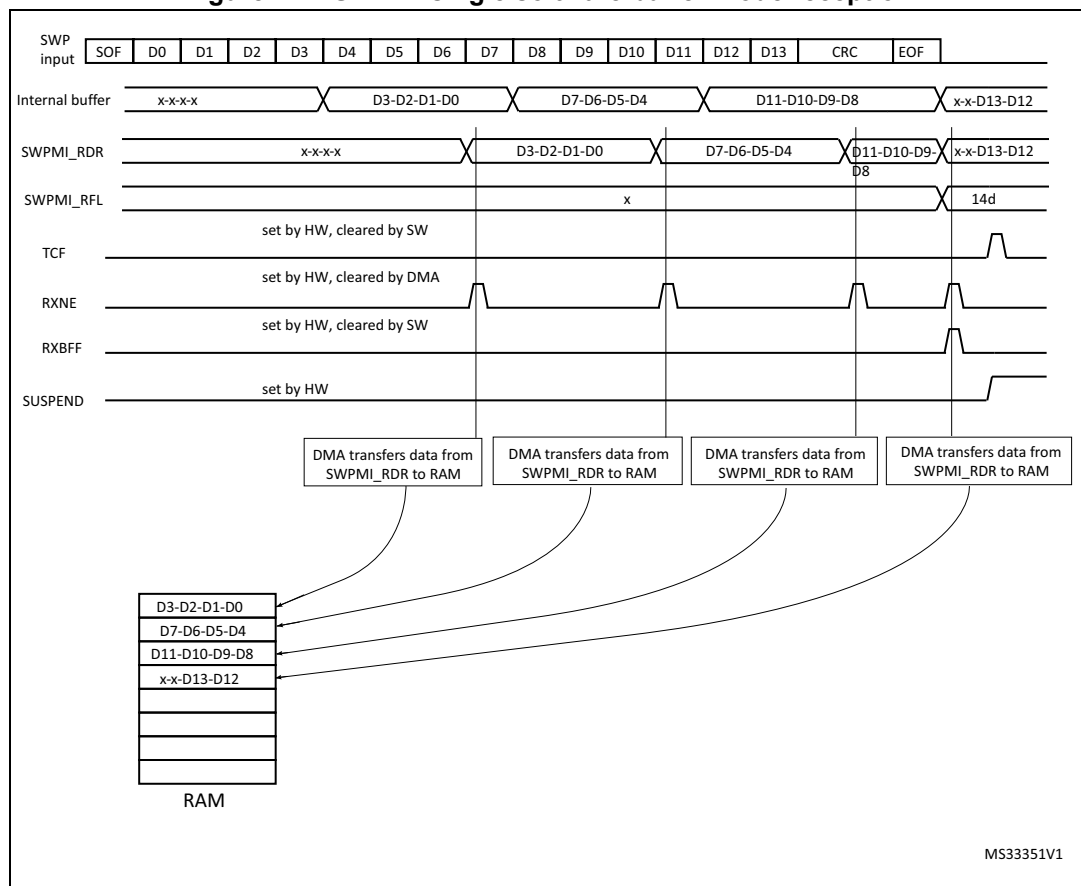 SWP
input
SOF D0 D1 D2 D3 D4 D5 D6 D7 D8 D9 D10 D11 D12 D13 CRC EOF
Internal buffer x-x-x-x D3-D2-D1-D0 D7-D6-D5-D4 D11-D10-D9-D8 x-x-D13-D12
SWPMI_RDR x-x-x-x D3-D2-D1-D0 D7-D6-D5-D4 D11-D10-D9- x-x-D13-D12
D8
SWPMI_RFL x 14d
set by HW, cleared by SW
TCF
set by HW, cleared by DMA
RXNE
set by HW, cleared by SW
RXBFF
set by HW
SUSPEND
DMA transfers data from
SWPMI_RDR to RAM
DMA transfers data from
SWPMI_RDR to RAM
DMA transfers data from
SWPMI_RDR to RAM
DMA transfers data from
SWPMI_RDR to RAM
D3-D2-D1-D0
D7-D6-D5-D4
D11-D10-D9-D8
x-x-D13-D12
RAM
MS33351V1